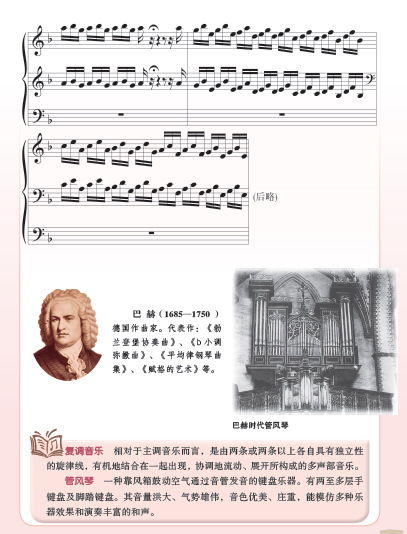 (后略)
巴 赫（1685—1750）
德国作曲家。代表作：《勃
兰登堡协奏曲》、《b小调
弥撒曲》、《平均律钢琴曲
集》、《赋格的艺术》等。
巴赫时代管风琴
复调音乐　相对于主调音乐而言，是由两条或两条以上各自具有独立性
的旋律线，有机地结合在一起出现，协调地流动、展开所构成的多声部音乐。
管风琴　一种靠风箱鼓动空气通过音管发音的键盘乐器。有两至多层手
键盘及脚踏键盘。其音量洪大、气势雄伟，音色优美、庄重，能模仿多种乐
器效果和演奏丰富的和声。